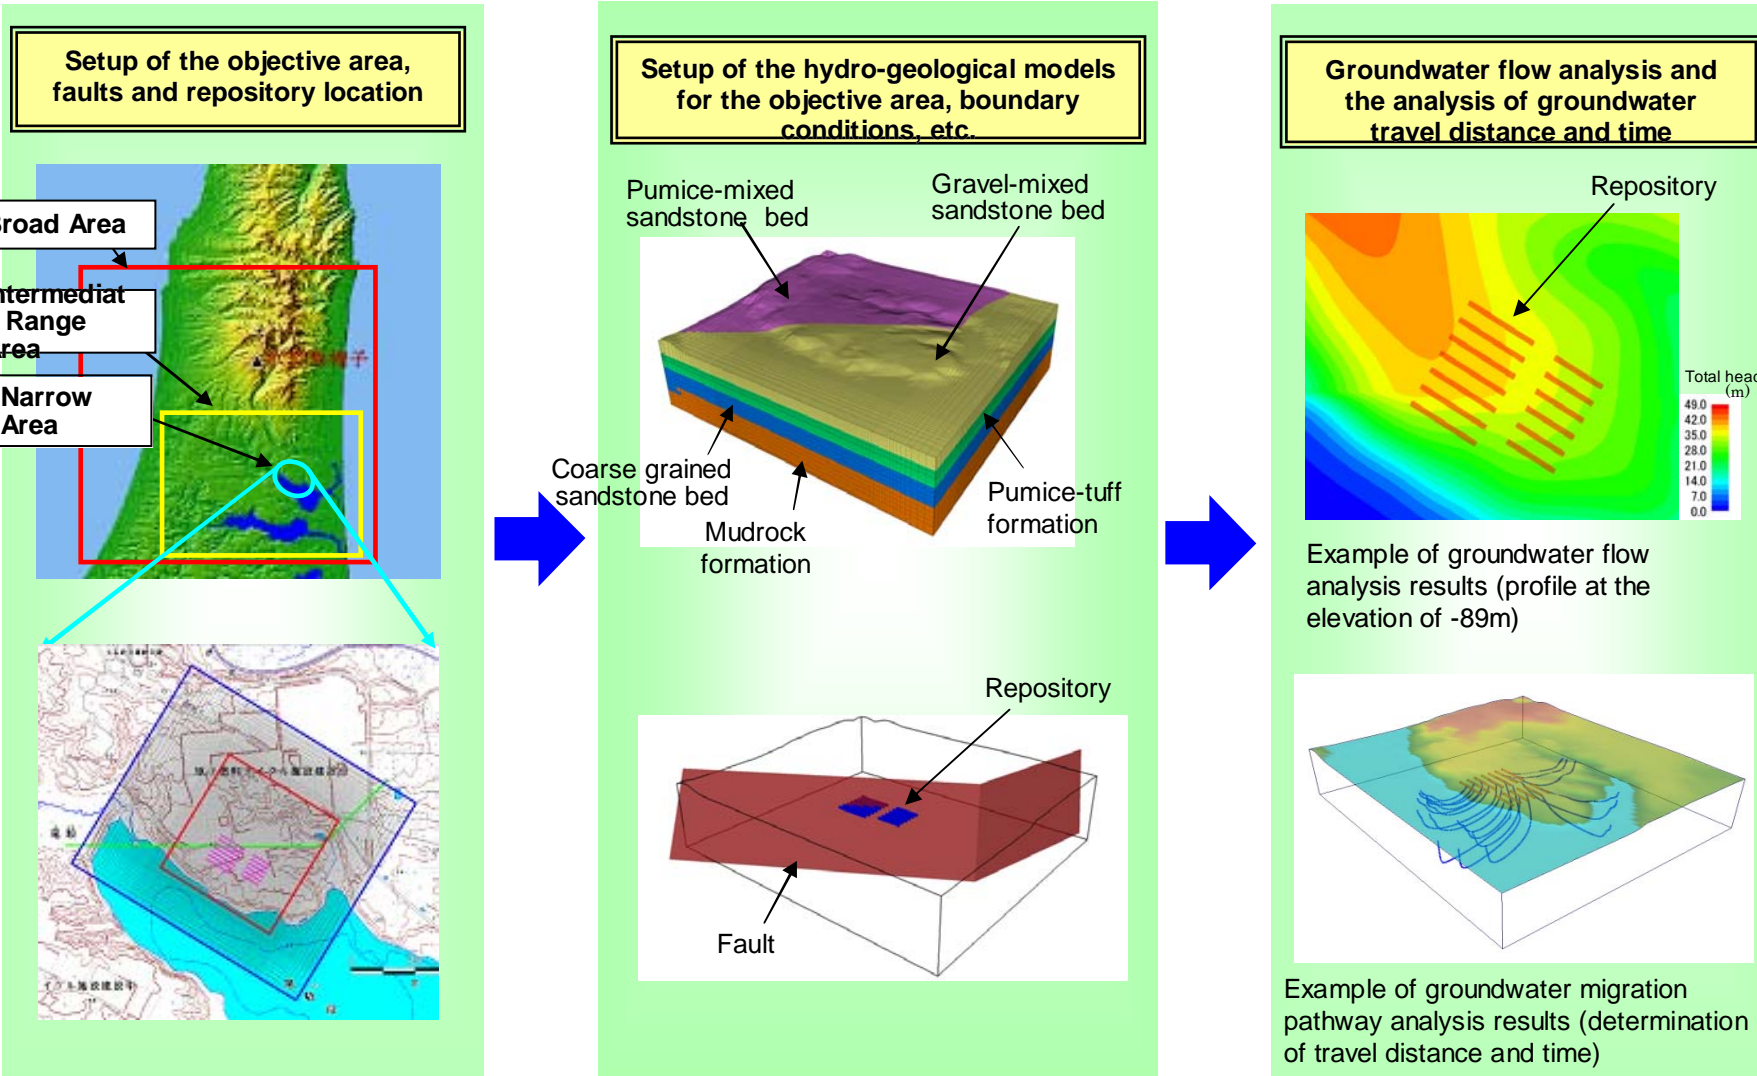 Setup of the objective area,
faults and repository location
Broad Area
Intermediat
Range
Area
Narrow
Area
Setup of the hydro-geological models
for the objective area, boundary
conditions, etc.
Pumice-mixed
sandstone bed
Gravel-mixed
sandstone bed
Coarse grained
sandstone bed
Mudrock
formation
Pumice-tuff
formation
Repository
Fault
Groundwater flow analysis and
the analysis of groundwater
travel distance and time
Repository
Total head
(m)
49.0
42.0
35.0
28.0
21.0
14.0
7.0
0.0
Example of groundwater flow
analysis results (profile at the
elevation of -89m)
Example of groundwater migration
pathway analysis results (determination
of travel distance and time)